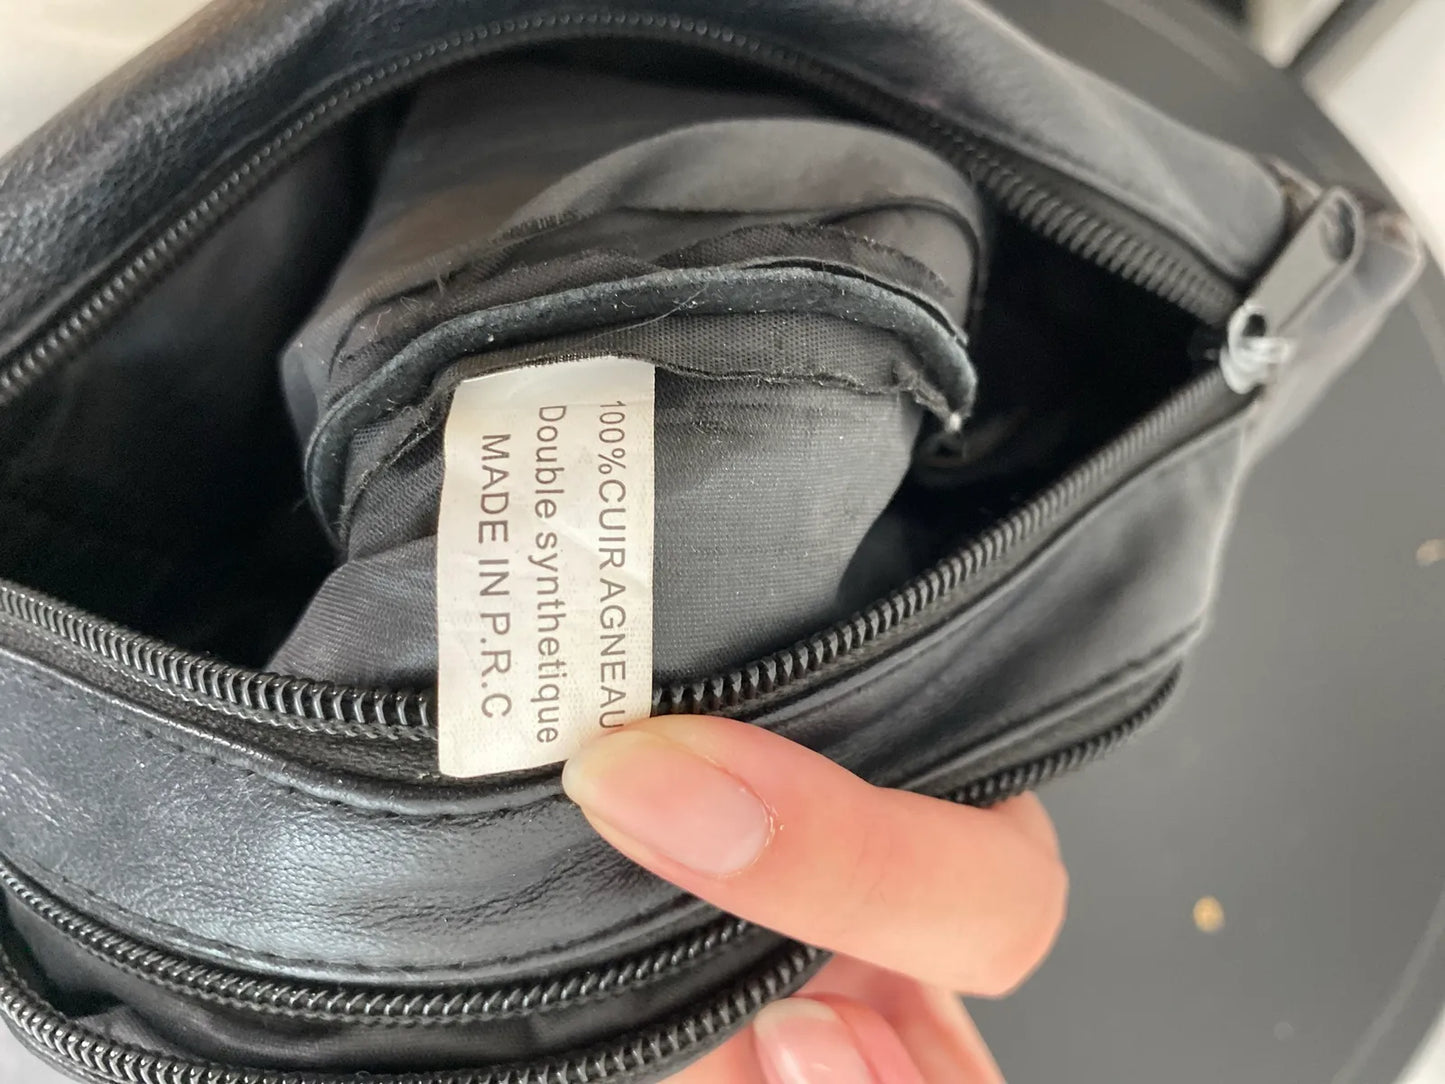 100%CUIR AGNEAU
Double synthetique
MADE IN P.R.C